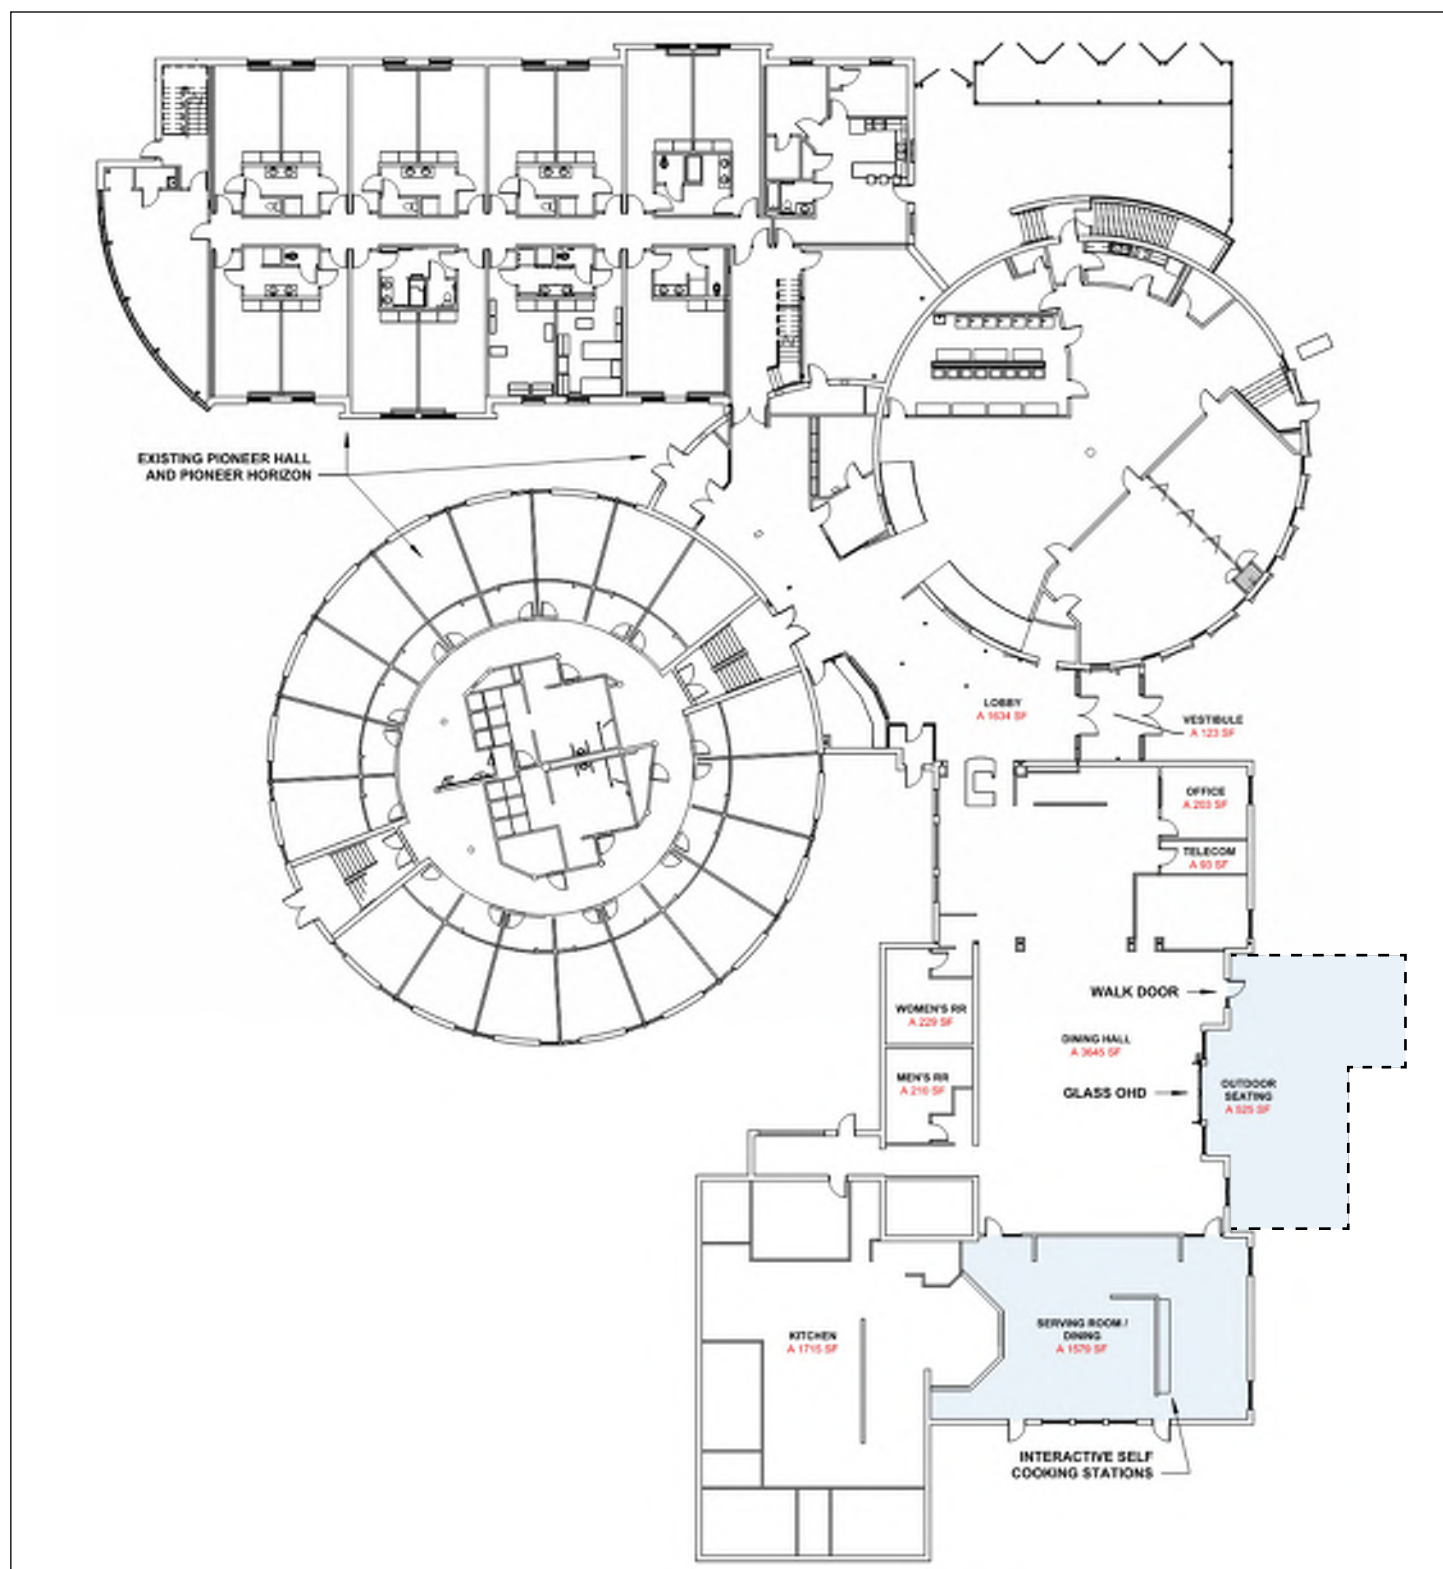 EXISTING PIONEER HALL
AND PIONEER HORIZON
LOBBY
A 1634 SF
VESTIBULE
A 123 SF
OFFICE
A 203 SF
TELECOM
A 93 SF
WALK DOOR
WOMEN'S RR
A 229 SF
DINING HALL
A 3645 SF
MEN'S RR
A 210 SF
GLASS OHD
OUTDOOR
SEATING
A 525 SF
SERVING ROOM /
DINING
A 1579 SF
KITCHEN
A 1715 SF
INTERACTIVE SELF
COOKING STATIONS